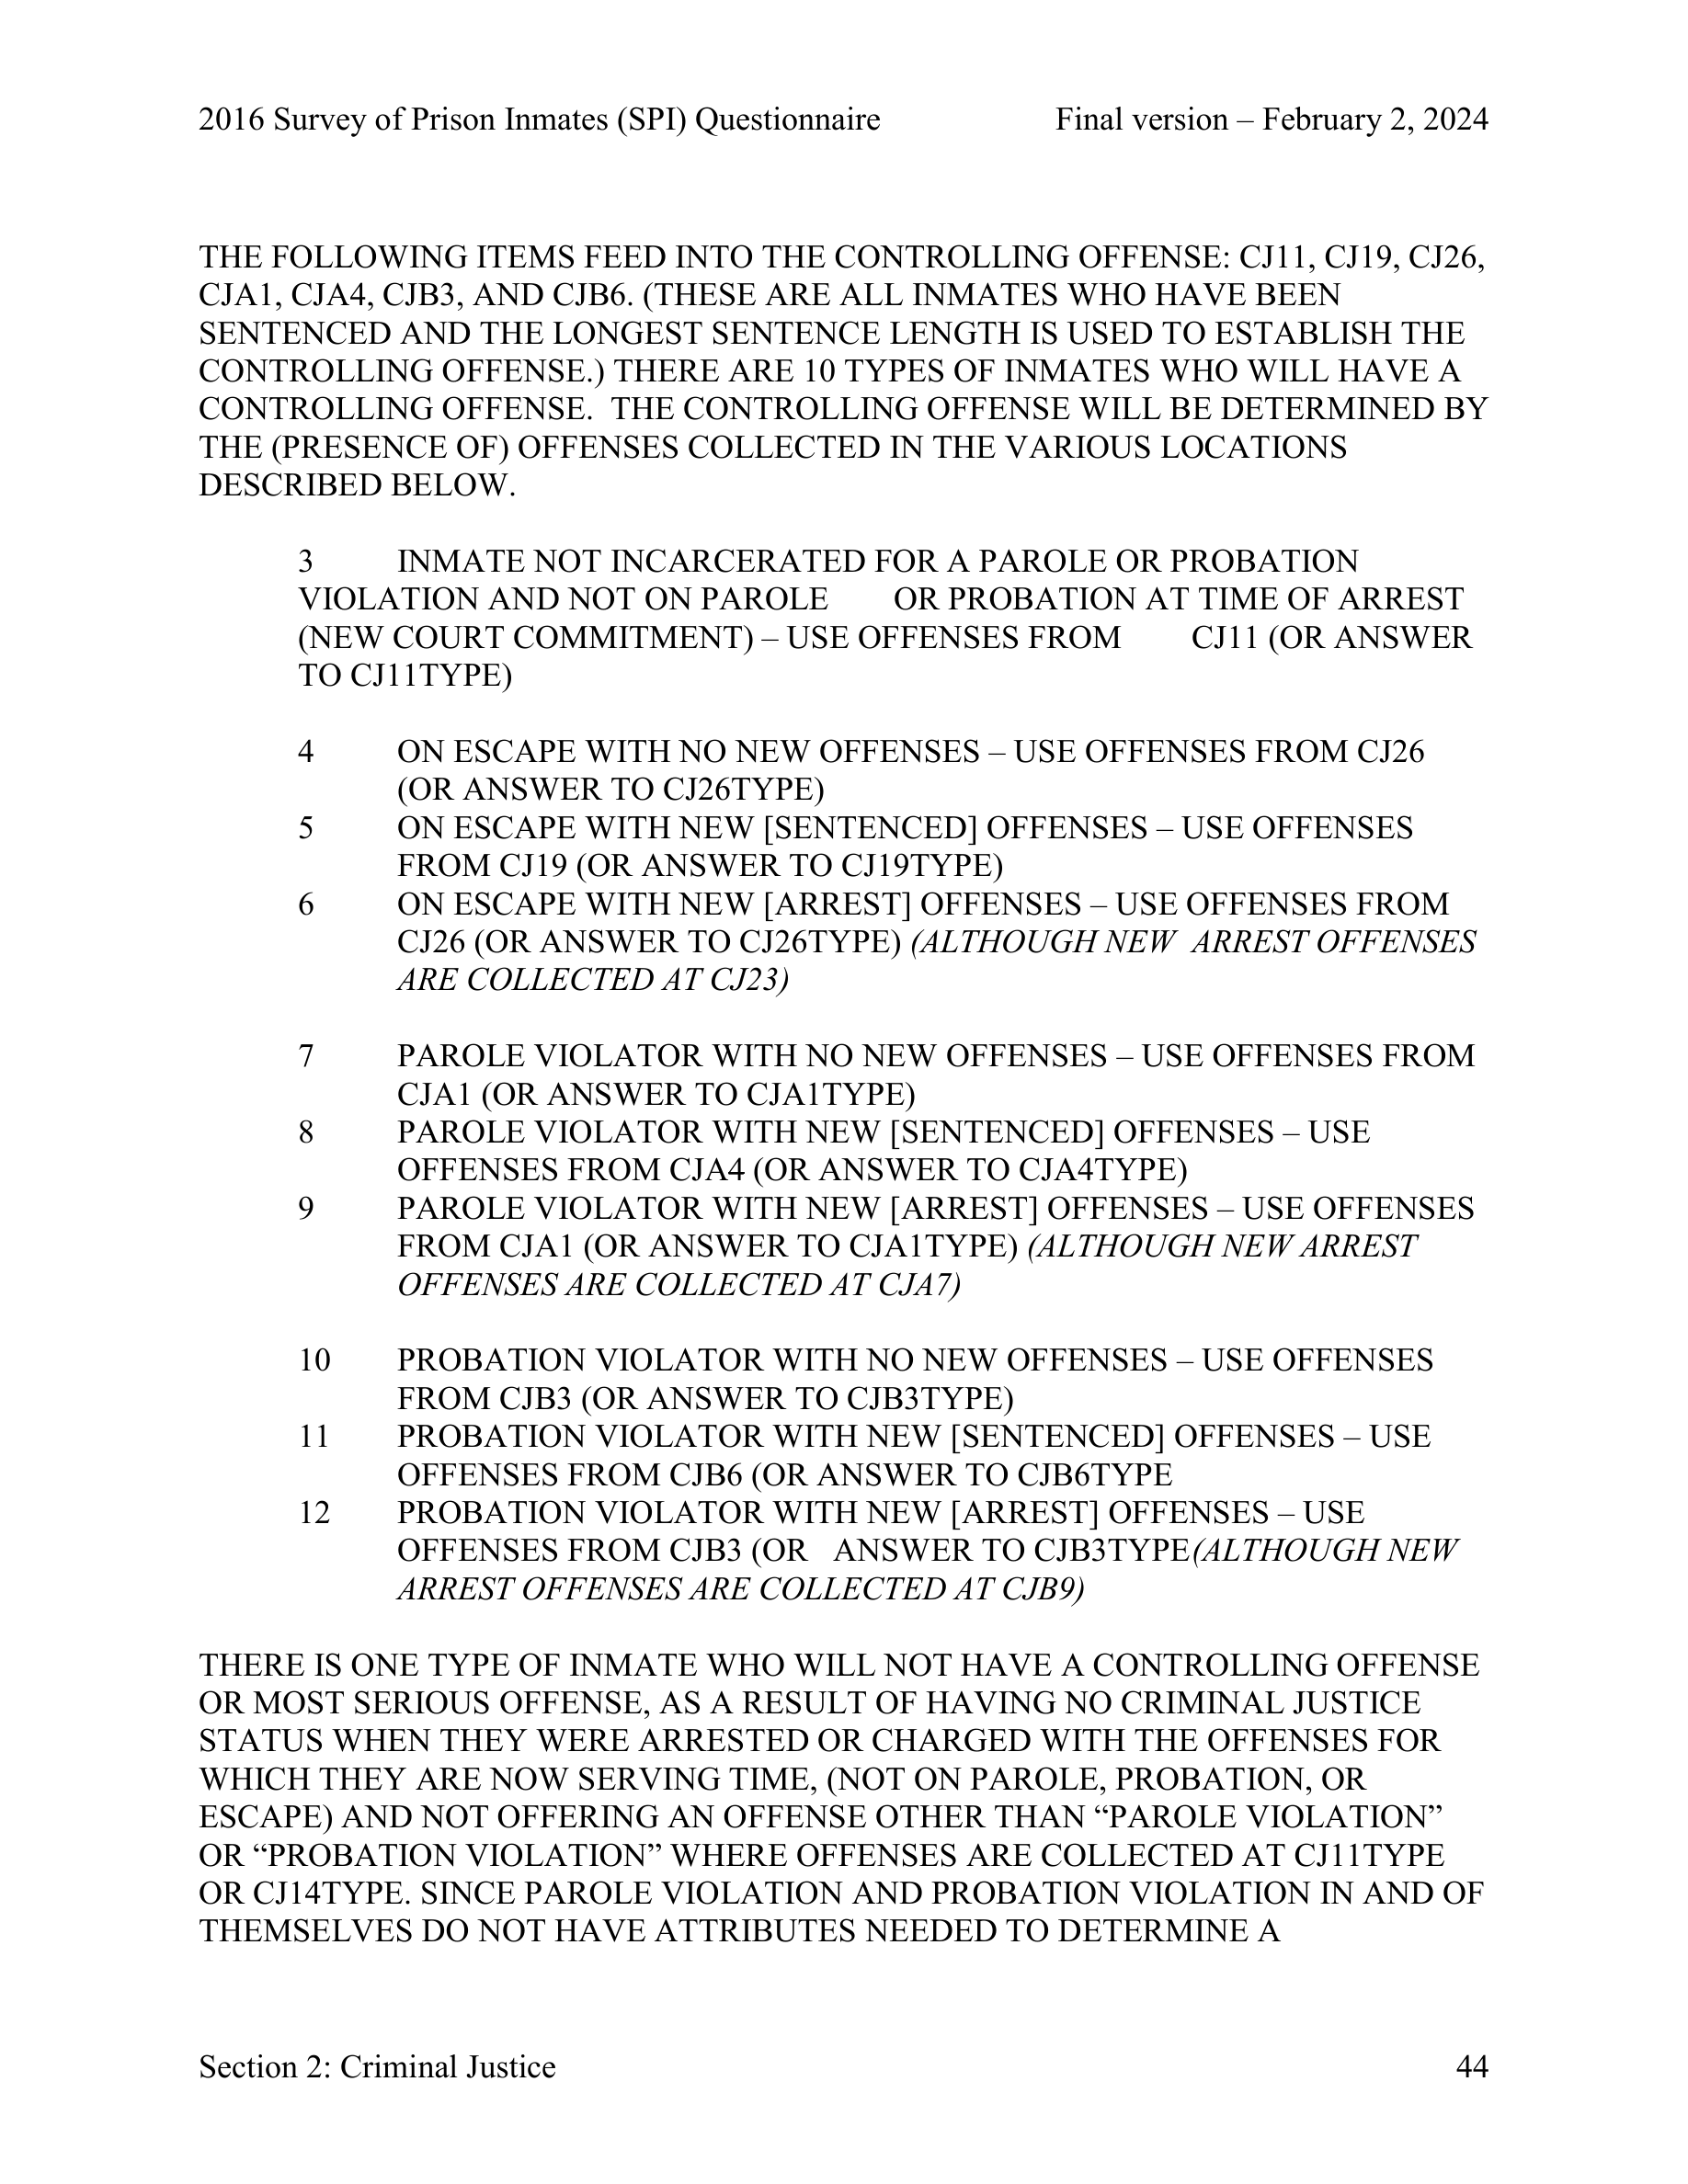 2016 Survey of Prison Inmates (SPI) Questionnaire Final version – February 2, 2024
THE FOLLOWING ITEMS FEED INTO THE CONTROLLING OFFENSE: CJ11, CJ19, CJ26,
CJA1, CJA4, CJB3, AND CJB6. (THESE ARE ALL INMATES WHO HAVE BEEN
SENTENCED AND THE LONGEST SENTENCE LENGTH IS USED TO ESTABLISH THE
CONTROLLING OFFENSE.) THERE ARE 10 TYPES OF INMATES WHO WILL HAVE A
CONTROLLING OFFENSE. THE CONTROLLING OFFENSE WILL BE DETERMINED BY
THE (PRESENCE OF) OFFENSES COLLECTED IN THE VARIOUS LOCATIONS
DESCRIBED BELOW.
3 INMATE NOT INCARCERATED FOR A PAROLE OR PROBATION
VIOLATION AND NOT ON PAROLE OR PROBATION AT TIME OF ARREST
(NEW COURT COMMITMENT) – USE OFFENSES FROM CJ11 (OR ANSWER
TO CJ11TYPE)
4 ON ESCAPE WITH NO NEW OFFENSES – USE OFFENSES FROM CJ26
(OR ANSWER TO CJ26TYPE)
5 ON ESCAPE WITH NEW [SENTENCED] OFFENSES – USE OFFENSES
FROM CJ19 (OR ANSWER TO CJ19TYPE)
6 ON ESCAPE WITH NEW [ARREST] OFFENSES – USE OFFENSES FROM
CJ26 (OR ANSWER TO CJ26TYPE) (ALTHOUGH NEW ARREST OFFENSES
ARE COLLECTED AT CJ23)
7 PAROLE VIOLATOR WITH NO NEW OFFENSES – USE OFFENSES FROM
CJA1 (OR ANSWER TO CJA1TYPE)
8 PAROLE VIOLATOR WITH NEW [SENTENCED] OFFENSES – USE
OFFENSES FROM CJA4 (OR ANSWER TO CJA4TYPE)
9 PAROLE VIOLATOR WITH NEW [ARREST] OFFENSES – USE OFFENSES
FROM CJA1 (OR ANSWER TO CJA1TYPE) (ALTHOUGH NEW ARREST
OFFENSES ARE COLLECTED AT CJA7)
10 PROBATION VIOLATOR WITH NO NEW OFFENSES – USE OFFENSES
FROM CJB3 (OR ANSWER TO CJB3TYPE)
11 PROBATION VIOLATOR WITH NEW [SENTENCED] OFFENSES – USE
OFFENSES FROM CJB6 (OR ANSWER TO CJB6TYPE
12 PROBATION VIOLATOR WITH NEW [ARREST] OFFENSES – USE
OFFENSES FROM CJB3 (OR ANSWER TO CJB3TYPE(ALTHOUGH NEW
ARREST OFFENSES ARE COLLECTED AT CJB9)
THERE IS ONE TYPE OF INMATE WHO WILL NOT HAVE A CONTROLLING OFFENSE
OR MOST SERIOUS OFFENSE, AS A RESULT OF HAVING NO CRIMINAL JUSTICE
STATUS WHEN THEY WERE ARRESTED OR CHARGED WITH THE OFFENSES FOR
WHICH THEY ARE NOW SERVING TIME, (NOT ON PAROLE, PROBATION, OR
ESCAPE) AND NOT OFFERING AN OFFENSE OTHER THAN “PAROLE VIOLATION”
OR “PROBATION VIOLATION” WHERE OFFENSES ARE COLLECTED AT CJ11TYPE
OR CJ14TYPE. SINCE PAROLE VIOLATION AND PROBATION VIOLATION IN AND OF
THEMSELVES DO NOT HAVE ATTRIBUTES NEEDED TO DETERMINE A
Section 2: Criminal Justice 44